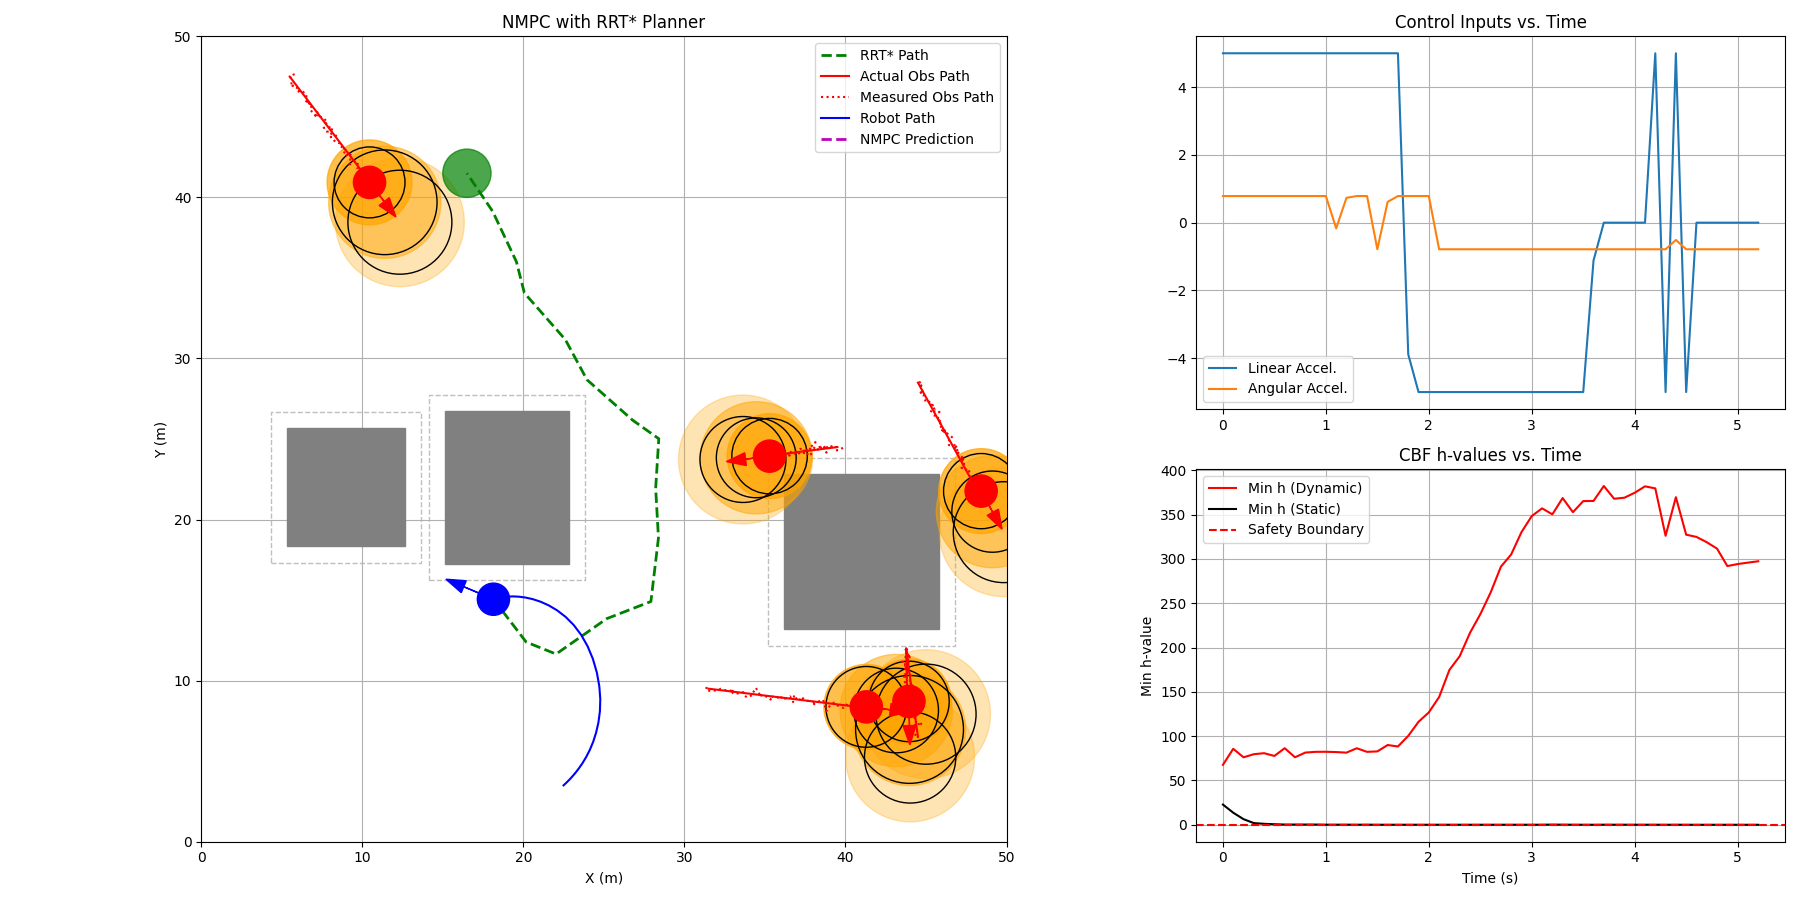 NMPC with RRT* Planner
50
40
30
20
10
0
Y (m)
0 10 20 30 40 50
X (m)
RRT* Path
Actual Obs Path
Measured Obs Path
Robot Path
NMPC Prediction
Control Inputs vs. Time
4
2
0
−2
−4
Linear Accel.
Angular Accel.
0 1 2 3 4 5
CBF h-values vs. Time
400
350
300
250
200
150
100
50
0
Min h-value
Min h (Dynamic)
Min h (Static)
Safety Boundary
0 1 2 3 4 5
Time (s)